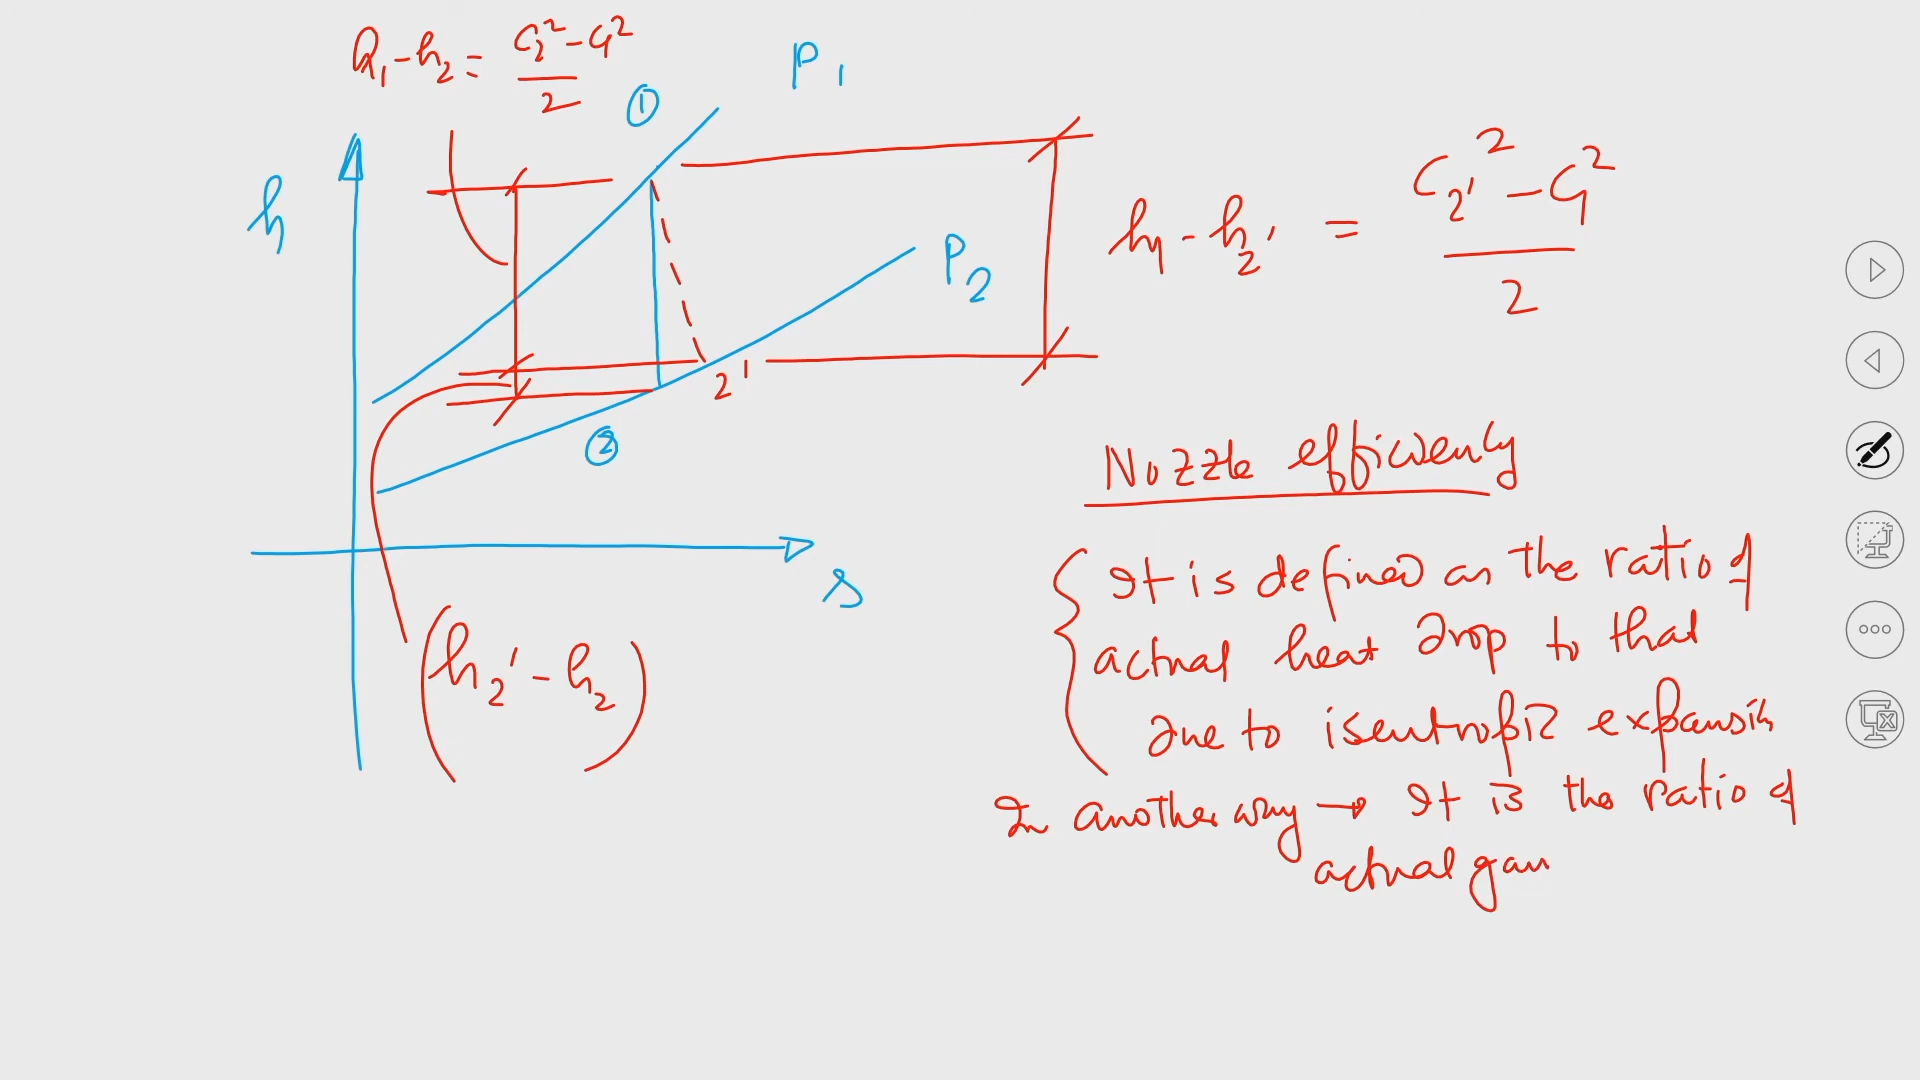 h₁-h₂ = (C₂²-C₁²)/2
①
P₁
h
h₁-h₂' = (C₂'²-C₁²)/2
P₂
2'
②
s
(h₂'-h₂)
Nozzle efficiency
It is defined as the ratio of
actual heat drop to that
due to isentropic expansion
In another way → It is the ratio of
actual gain